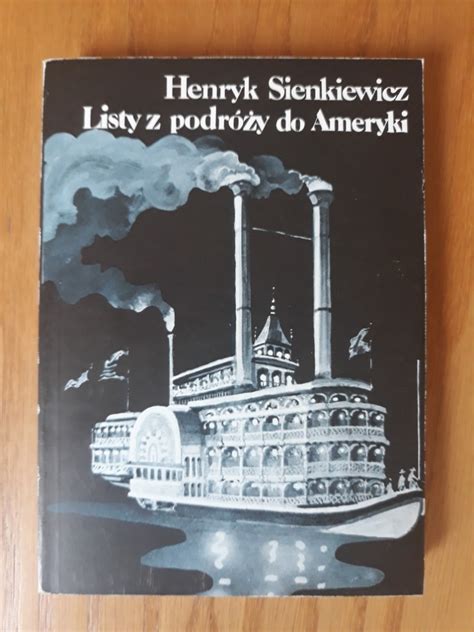 Henryk Sienkiewicz
Listy z podróży do Ameryki